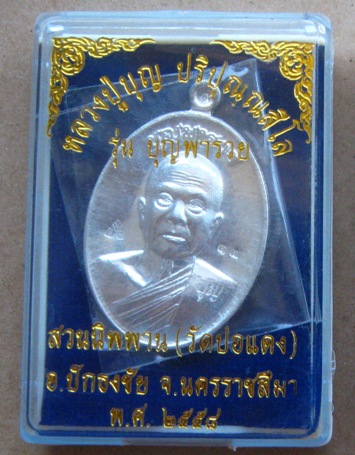 หลวงปู่บุญ ปริปุณฺณสีโล
รุ่น บุญพารวย
สวนนิพพาน (วัดปอแดง)
อ.ปักธงชัย จ.นครราชสีมา
พ.ศ. ๒๕๕๘